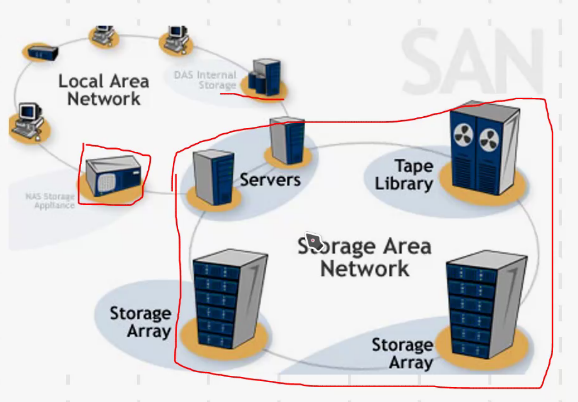 SAN
DAS Internal
Storage
Local Area
Network
NAS Storage
Appliance
Servers
Tape
Library
Storage Area
Network
Storage
Array
Storage
Array